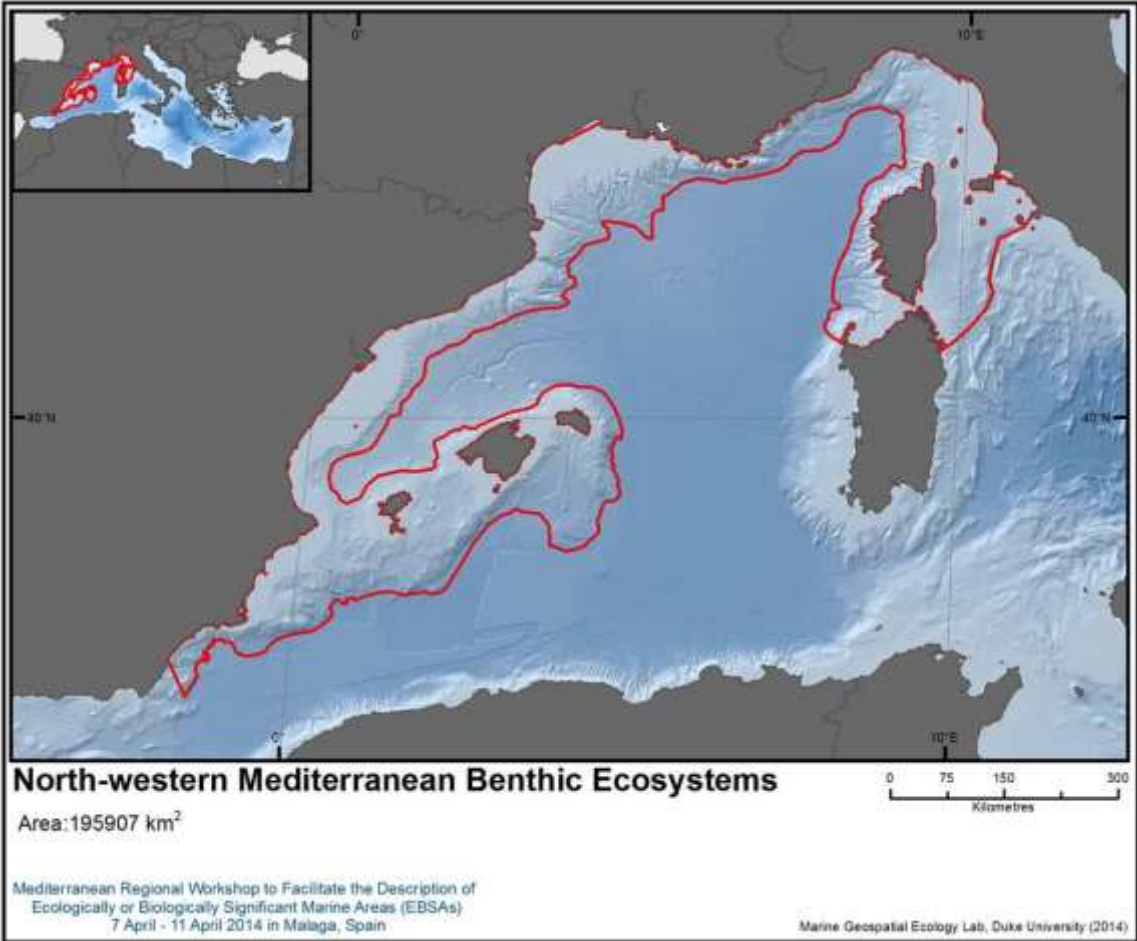 0°
10°E
40°N
40°N
0°
10°E
North-western Mediterranean Benthic Ecosystems
Area:195907 km²
0 75 150 300
Kilometres
Mediterranean Regional Workshop to Facilitate the Description of
Ecologically or Biologically Significant Marine Areas (EBSAs)
7 April - 11 April 2014 in Malaga, Spain
Marine Geospatial Ecology Lab, Duke University (2014)